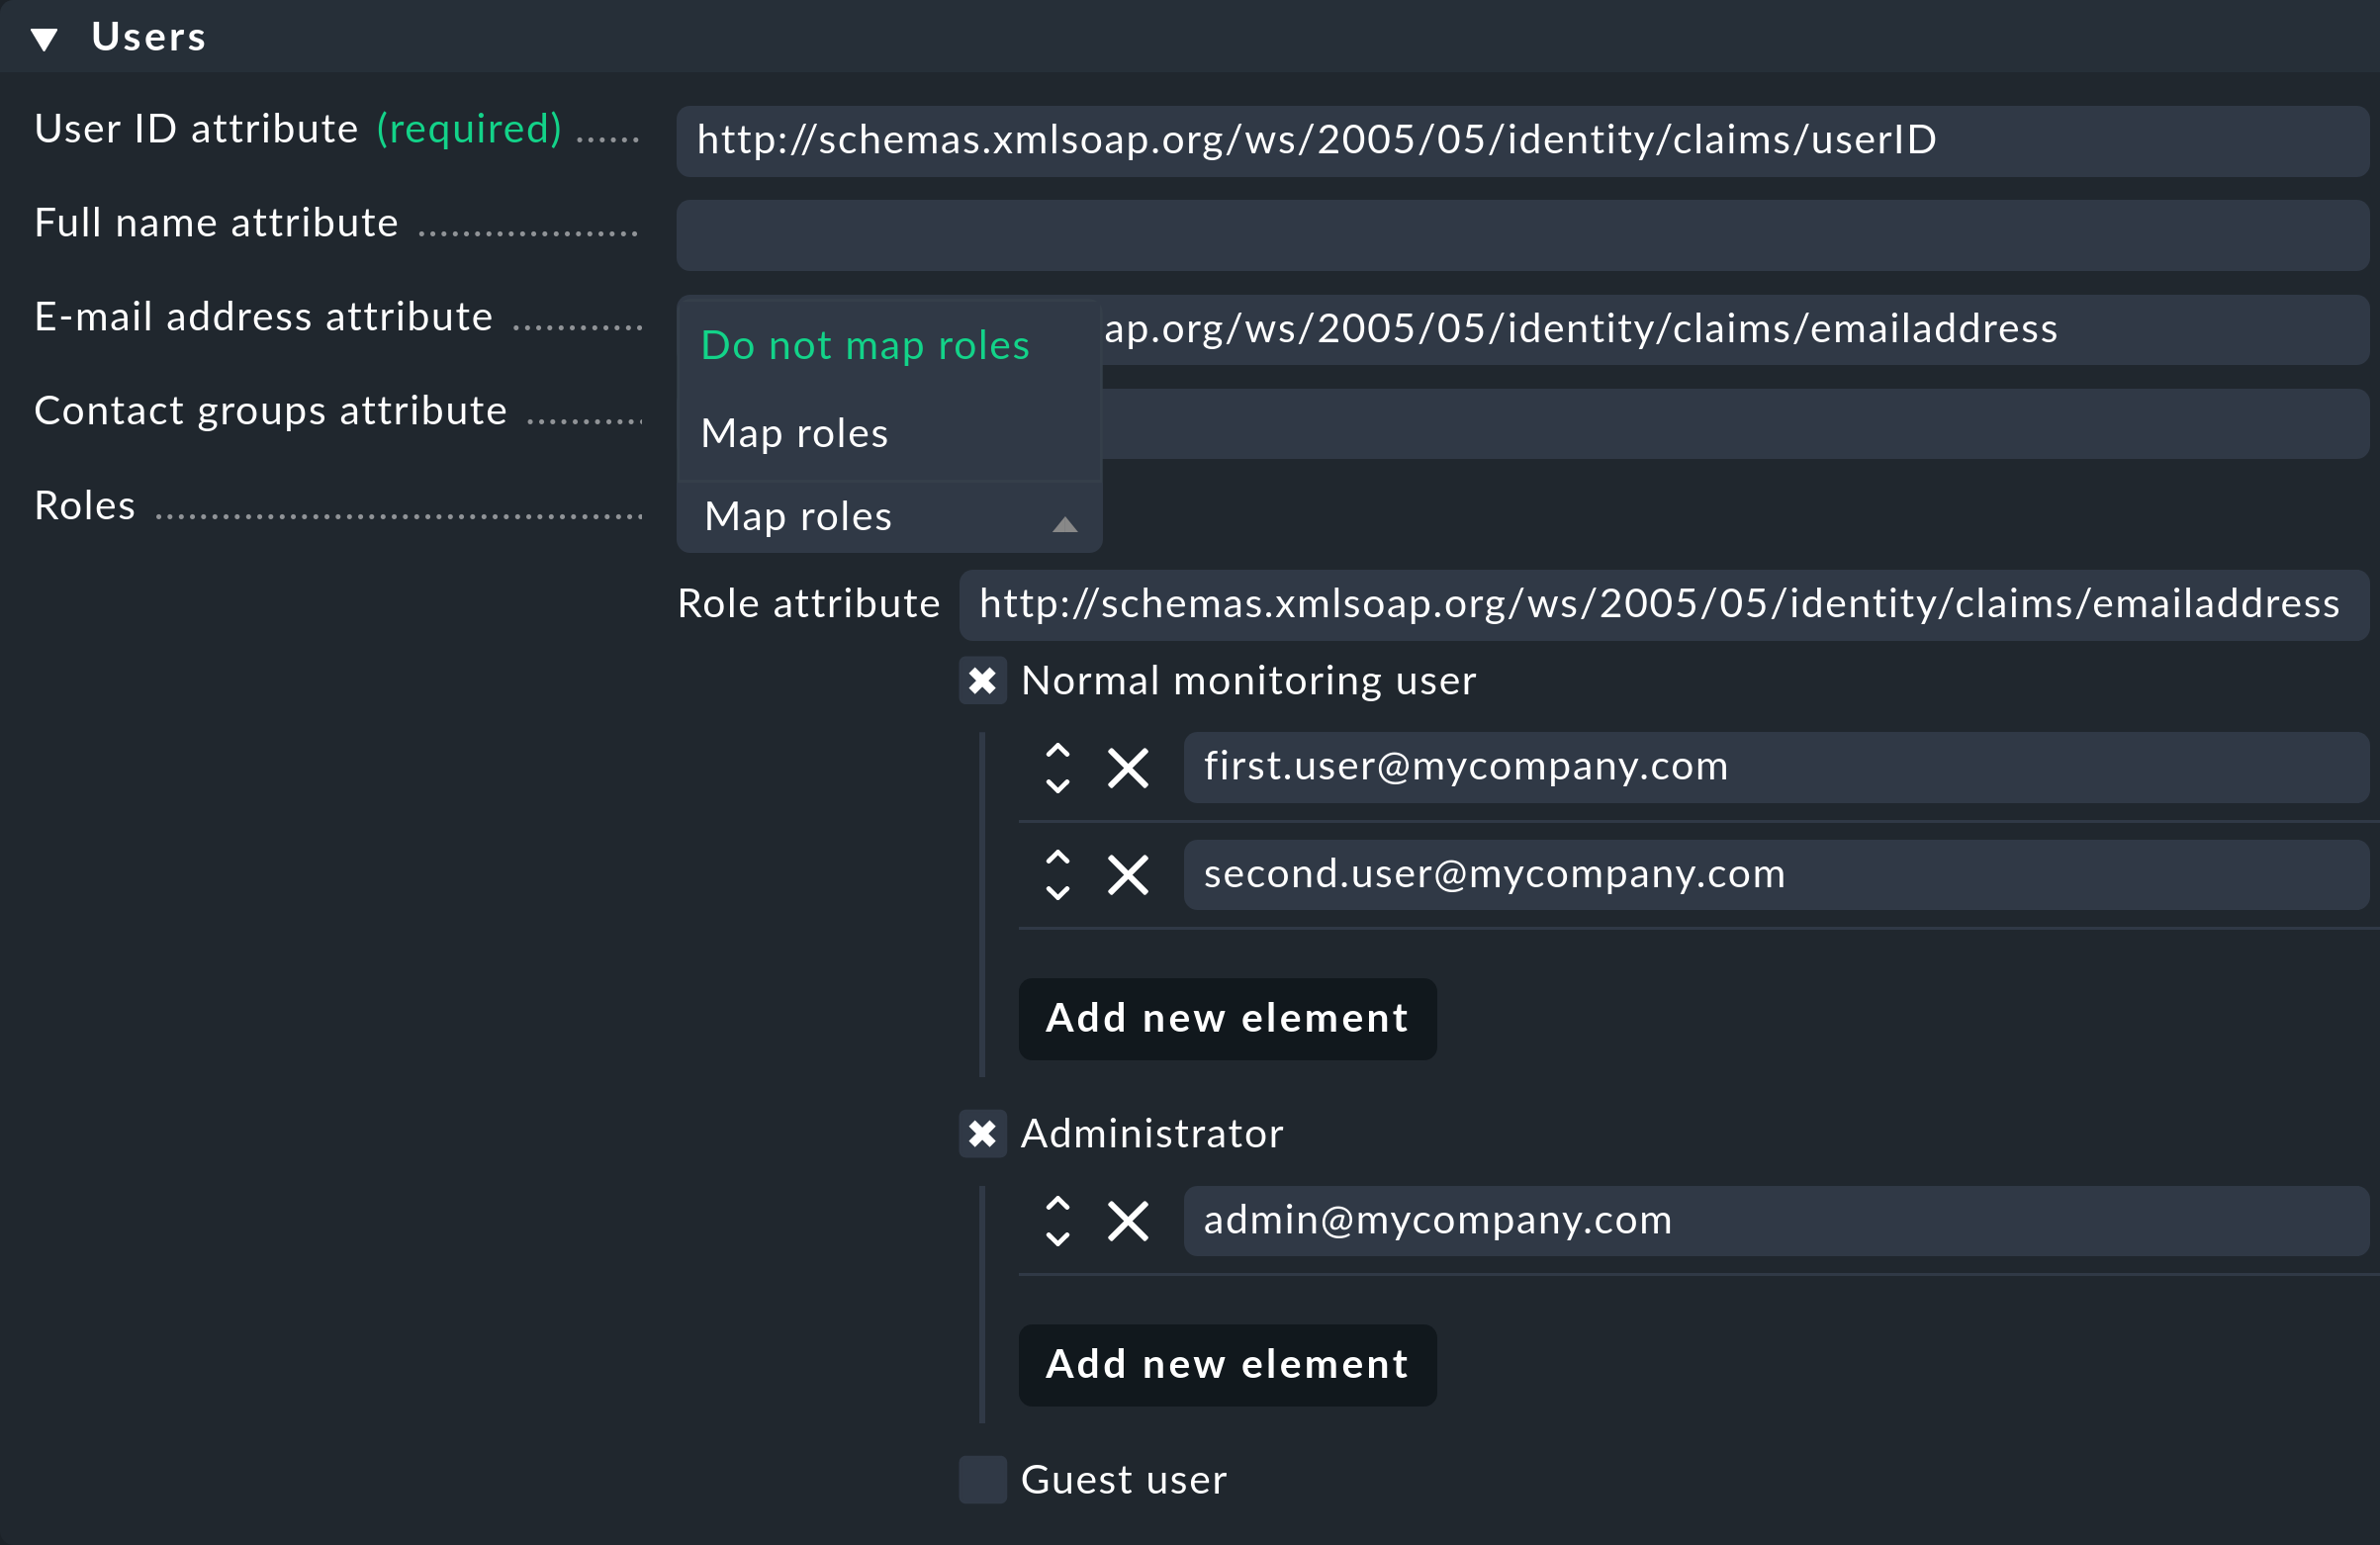 Users
User ID attribute (required)
http://schemas.xmlsoap.org/ws/2005/05/identity/claims/userID
Full name attribute
E-mail address attribute
ap.org/ws/2005/05/identity/claims/emailaddress
Do not map roles
Contact groups attribute
Map roles
Roles
Map roles
Role attribute http://schemas.xmlsoap.org/ws/2005/05/identity/claims/emailaddress
Normal monitoring user
first.user@mycompany.com
second.user@mycompany.com
Add new element
Administrator
admin@mycompany.com
Add new element
Guest user